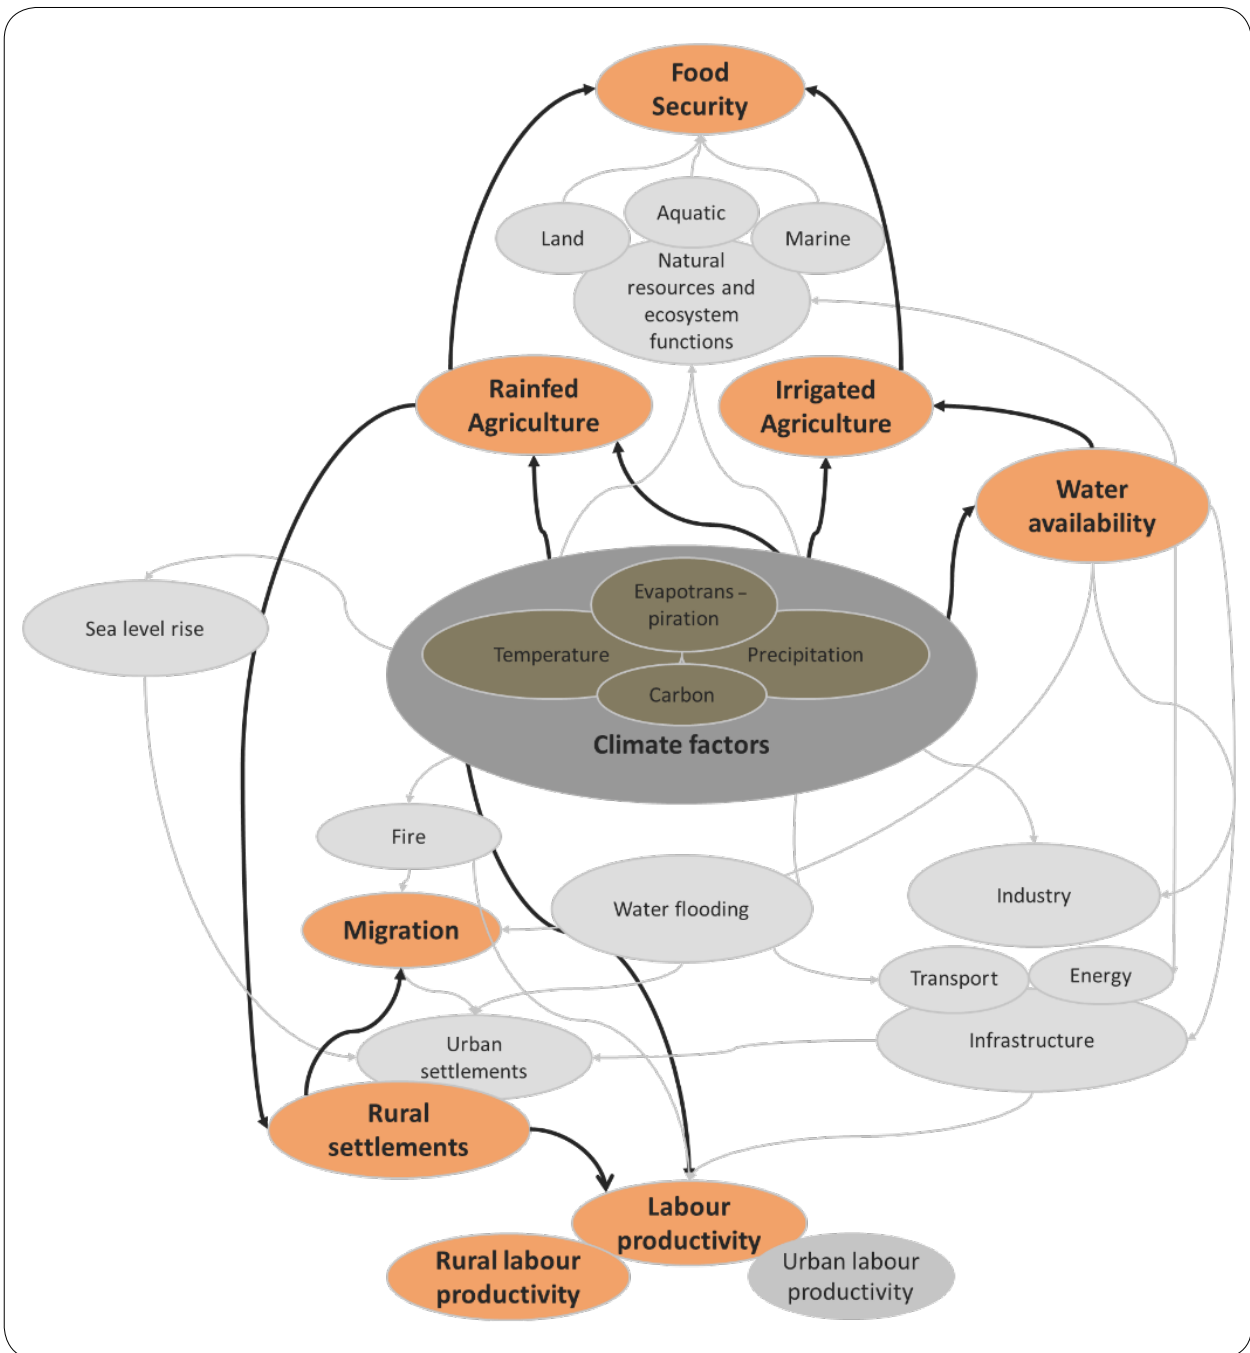 Food
Security
Aquatic
Land
Marine
Natural
resources and
ecosystem
functions
Rainfed
Agriculture
Irrigated
Agriculture
Water
availability
Evapotrans –
piration
Sea level rise
Temperature
Precipitation
Carbon
Climate factors
Fire
Industry
Water flooding
Migration
Transport
Energy
Infrastructure
Urban
settlements
Rural
settlements
Labour
productivity
Rural labour
productivity
Urban labour
productivity